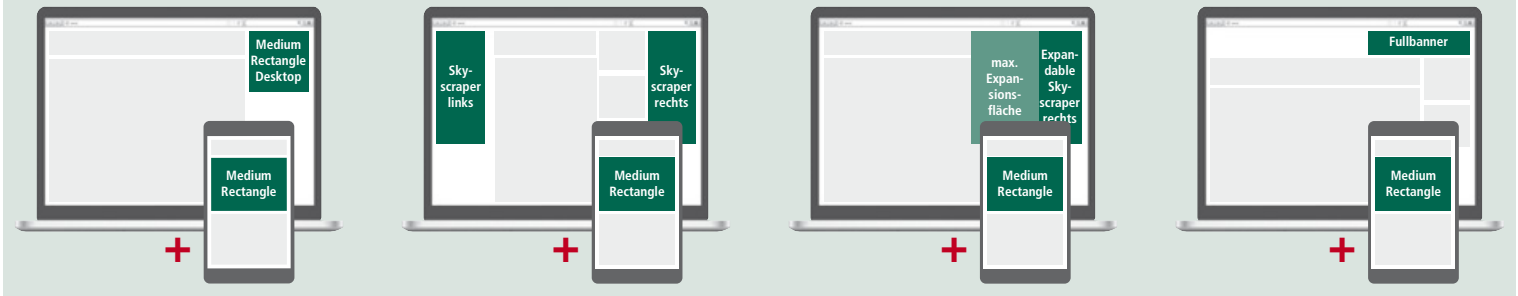 Medium
Rectangle
Desktop
Medium
Rectangle
Sky-
scraper
links
Sky-
scraper
rechts
Medium
Rectangle
max.
Expan-
sions-
fläche
Expan-
dable
Sky-
scraper
rechts
Medium
Rectangle
Fullbanner
Medium
Rectangle